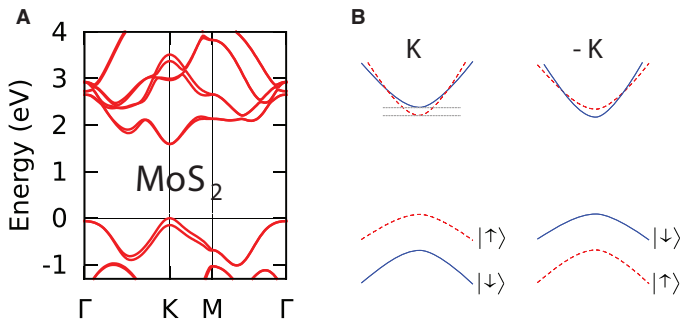 A
Energy (eV)
4
3
2
1
0
-1
MoS2
Γ
K
M
Γ
B
K
- K
|↑⟩
|↓⟩
|↓⟩
|↑⟩